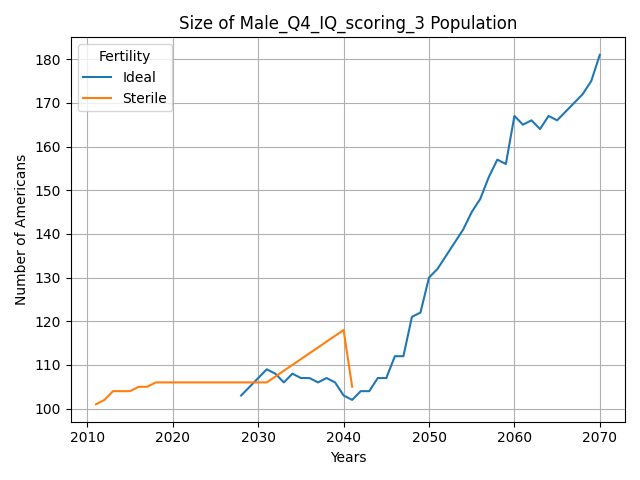 Size of Male_Q4_IQ_scoring_3 Population
Fertility
Ideal
Sterile
Number of Americans
180
170
160
150
140
130
120
110
100
2010 2020 2030 2040 2050 2060 2070
Years